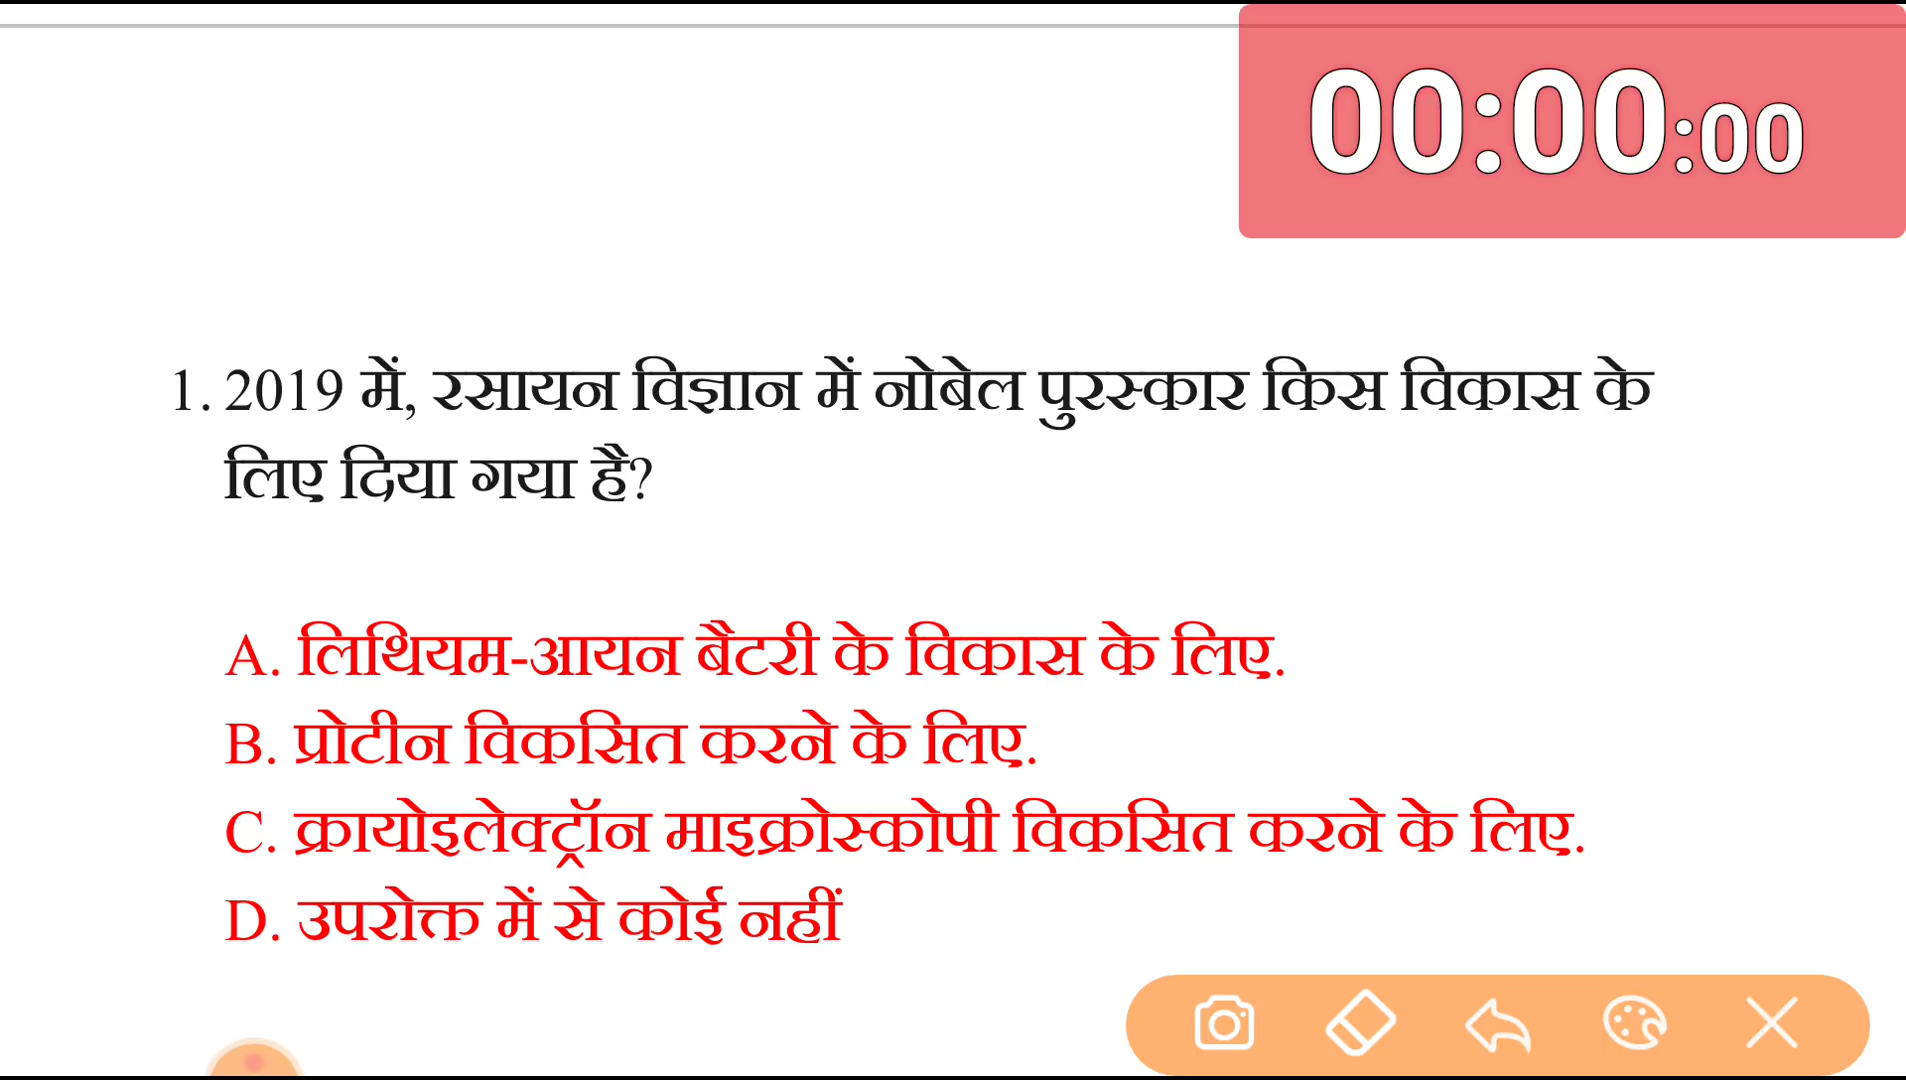 00:00:00
1. 2019 में, रसायन विज्ञान में नोबेल पुरस्कार किस विकास के
लिए दिया गया है?
A. लिथियम-आयन बैटरी के विकास के लिए.
B. प्रोटीन विकसित करने के लिए.
C. क्रायोइलेक्ट्रॉन माइक्रोस्कोपी विकसित करने के लिए.
D. उपरोक्त में से कोई नहीं